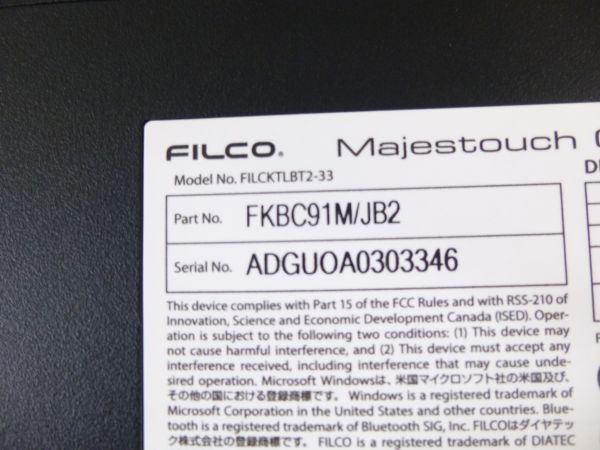 FILCO® Majestouch
Model No. FILCKTLBT2-33
Part No. FKBC91M/JB2
Serial No. ADGUOA0303346
This device complies with Part 15 of the FCC Rules and with RSS-210 of
Innovation, Science and Economic Development Canada (ISED). Oper-
ation is subject to the following two conditions: (1) This device may
not cause harmful interference, and (2) This device must accept any
interference received, including interference that may cause unde-
sired operation. Microsoft Windowsは、米国マイクロソフト社の米国及び、
その他の国における登録商標です。 Windows is a registered trademark of
Microsoft Corporation in the United States and other countries. Blue-
tooth is a registered trademark of Bluetooth SIG, Inc. FILCOはダイヤテッ
ク株式会社の登録商標です。 FILCO is a registered trademark of DIATEC